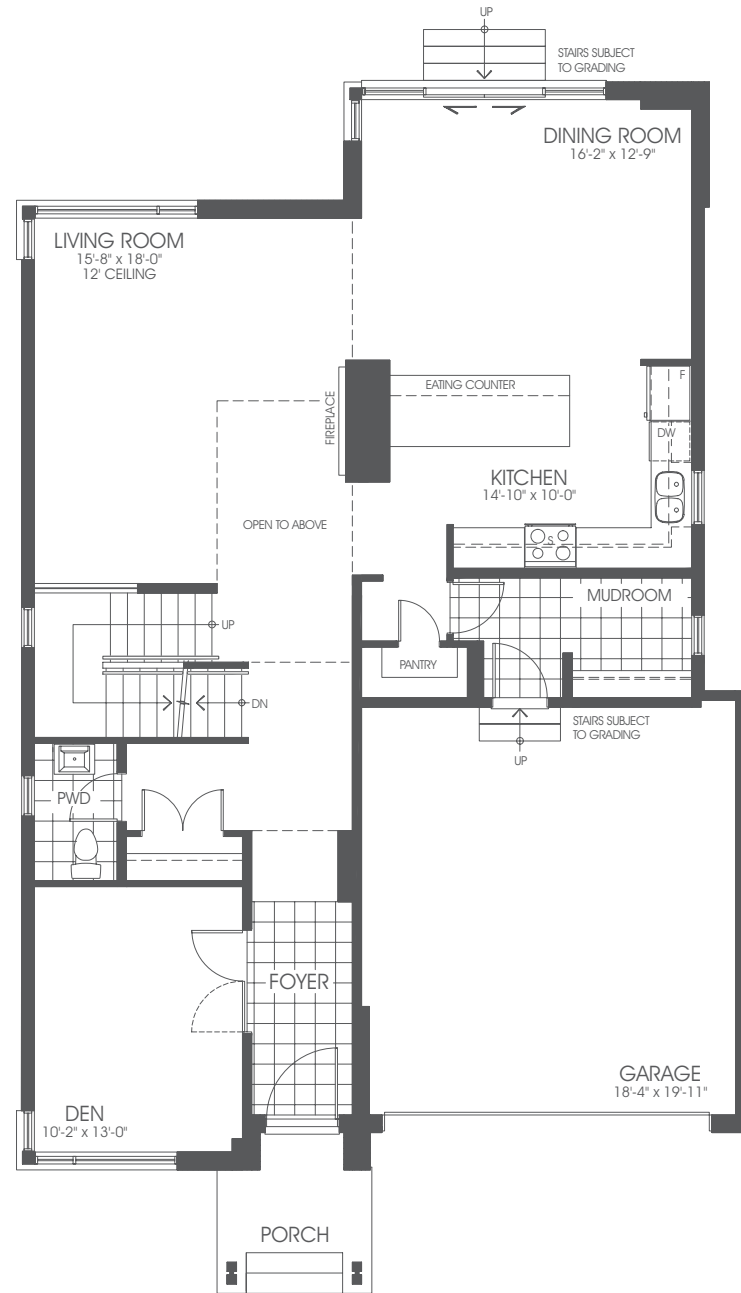 UP
STAIRS SUBJECT
TO GRADING
DINING ROOM
16'-2" x 12'-9"
LIVING ROOM
15'-8" x 18'-0"
12' CEILING
FIREPLACE
EATING COUNTER
F
DW
KITCHEN
14'-10" x 10'-0"
S
OPEN TO ABOVE
MUDROOM
UP
PANTRY
DN
STAIRS SUBJECT
TO GRADING
UP
PWD
FOYER
GARAGE
18'-4" x 19'-11"
DEN
10'-2" x 13'-0"
PORCH